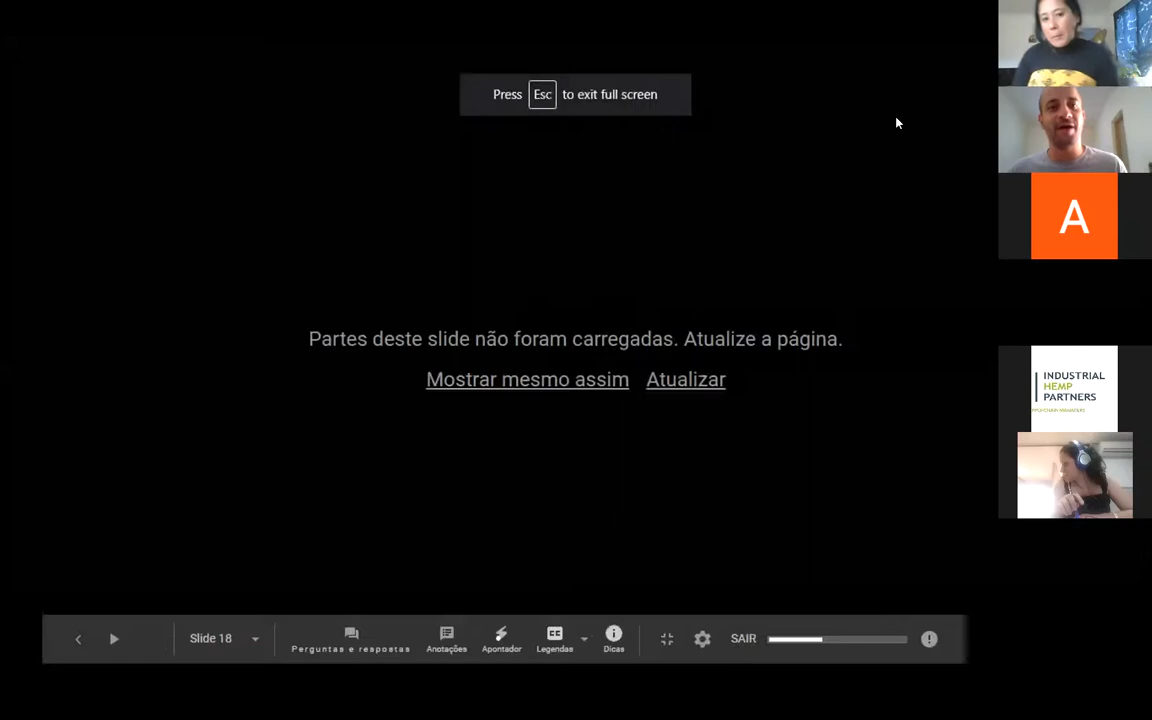 Press Esc to exit full screen
A
Partes deste slide não foram carregadas. Atualize a página.
Mostrar mesmo assim Atualizar
INDUSTRIAL
HEMP
PARTNERS
Slide 18
Perguntas e respostas
Anotações
Apontador
CC
Legendas
Dicas
SAIR